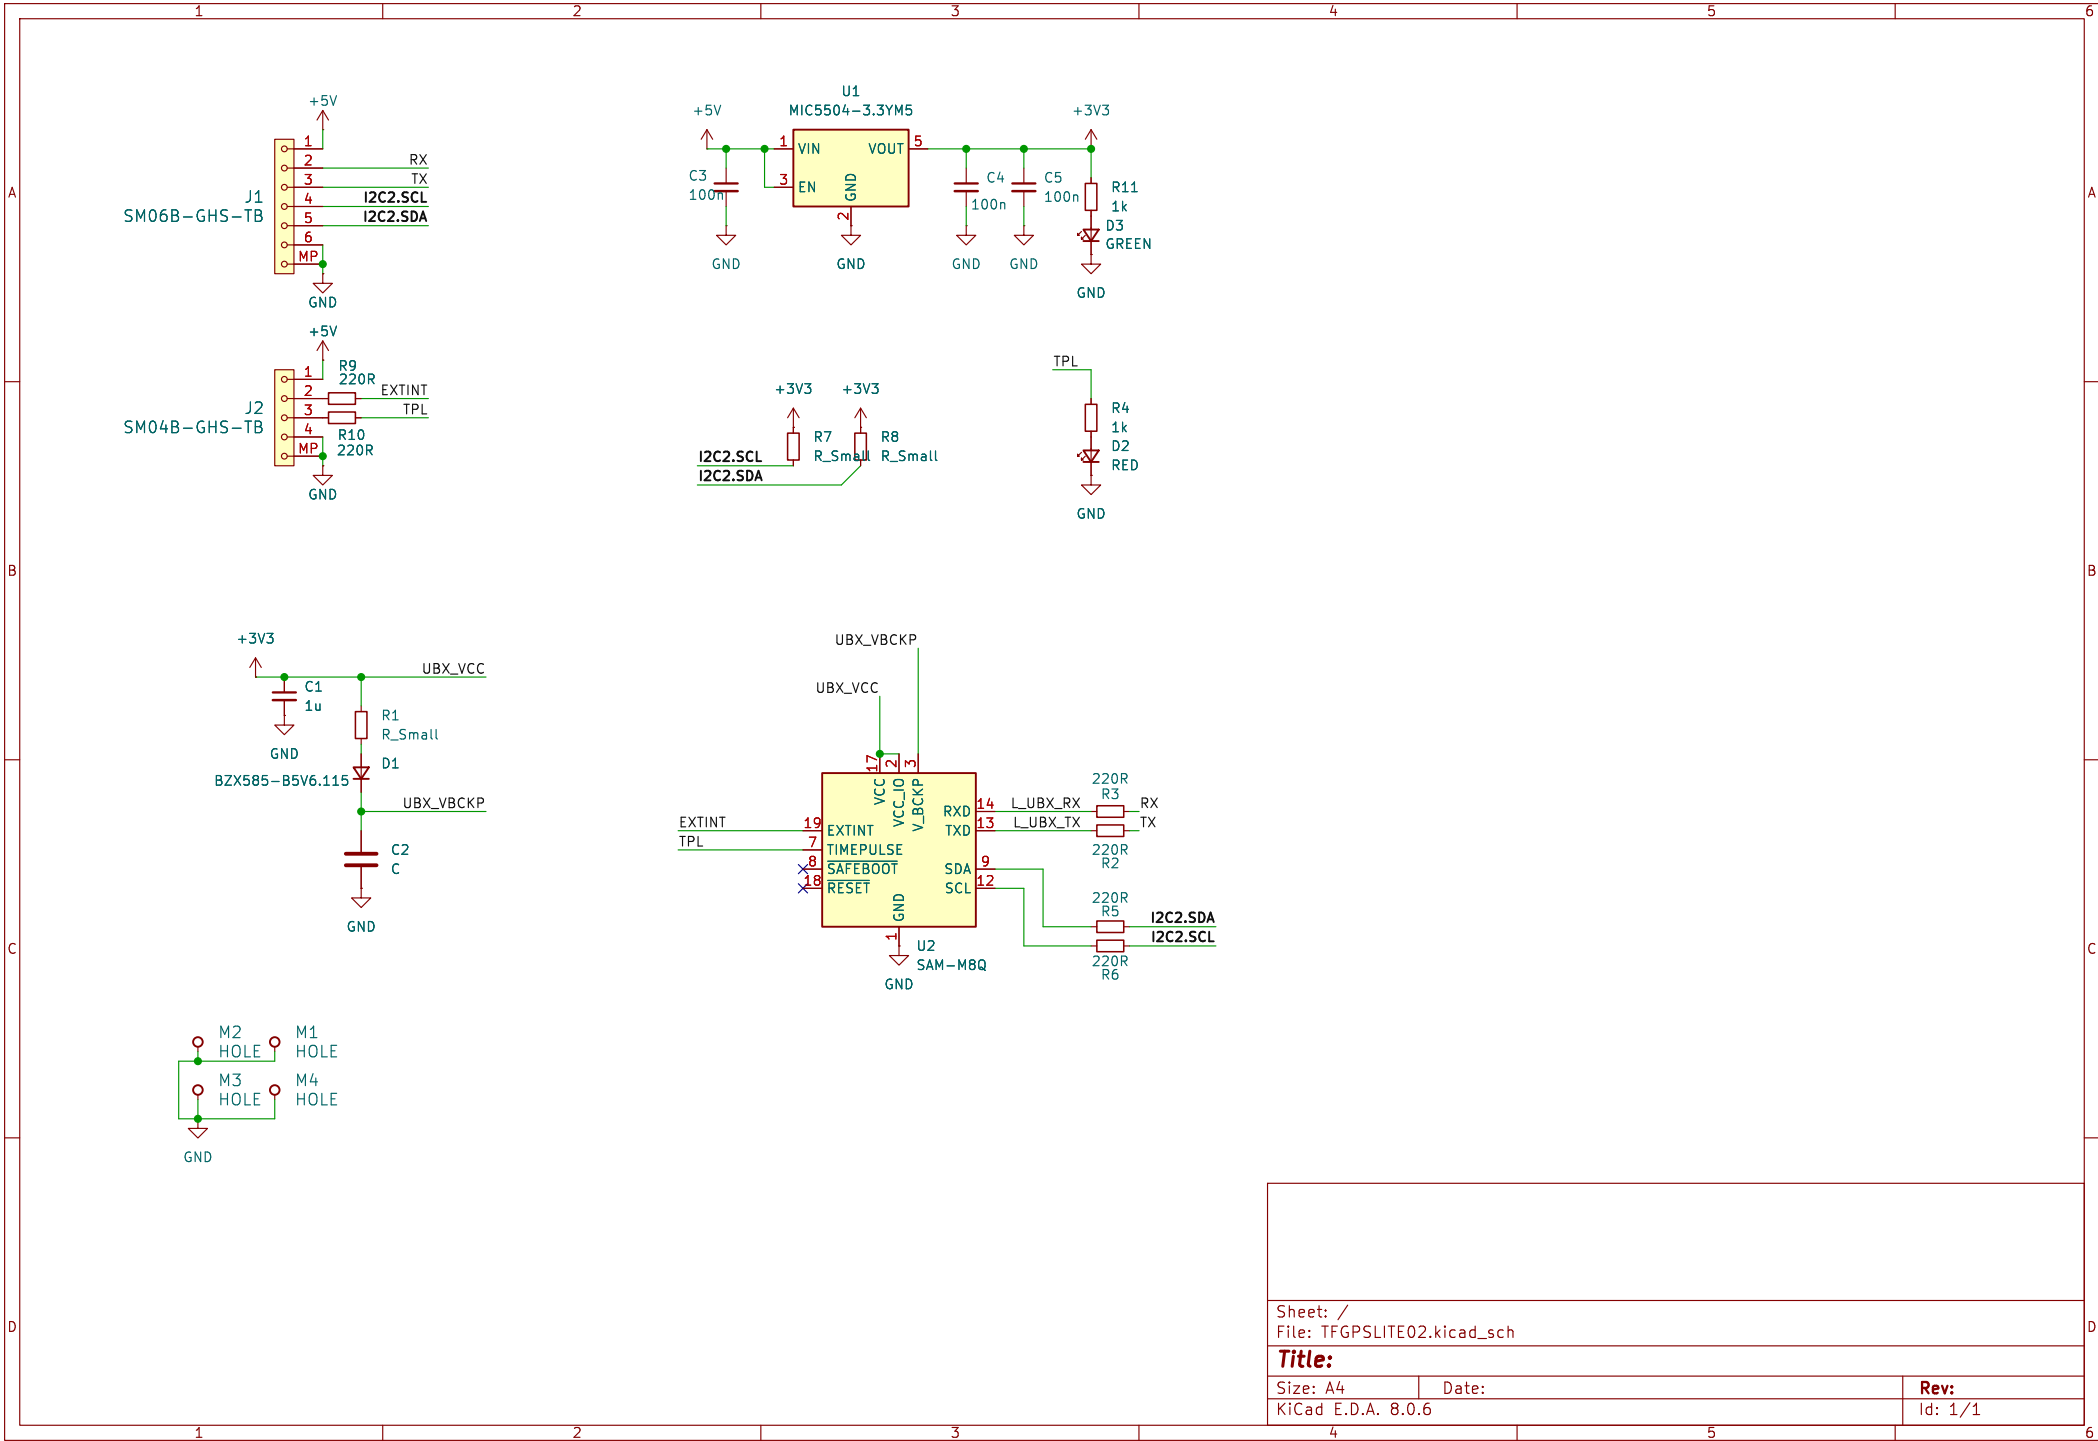 1 2 3 4 5 6
A
B
C
D
A
B
C
D
1 2 3 4 5 6
+5V
1
2 RX
3 TX
4 I2C2.SCL
5 I2C2.SDA
6
MP
J1
SM06B-GHS-TB
GND
+5V
R9
220R
1
2 EXTINT
3 TPL
4
MP
J2
SM04B-GHS-TB
R10
220R
GND
U1
MIC5504-3.3YM5
+5V
+3V3
1 VIN VOUT 5
3 EN
GND
2
C3
100n
C4
100n
C5
100n
R11
1k
D3
GREEN
GND
GND
GND
GND
GND
+3V3
+3V3
R7
R_Small
R8
R_Small
I2C2.SCL
I2C2.SDA
TPL
R4
1k
D2
RED
GND
+3V3
UBX_VCC
C1
1u
GND
R1
R_Small
D1
BZX585-B5V6.115
UBX_VBCKP
C2
C
GND
UBX_VBCKP
UBX_VCC
17 2 3
VCC VCC_IO V_BCKP
EXTINT 19 EXTINT
TPL 7 TIMEPULSE
8 SAFEBOOT
18 RESET
RXD 14 L_UBX_RX RX
TXD 13 L_UBX_TX TX
SDA 9
SCL 12
GND
1
U2
SAM-M8Q
GND
220R
R3
220R
R2
220R
R5
I2C2.SDA
I2C2.SCL
220R
R6
M2
HOLE
M1
HOLE
M3
HOLE
M4
HOLE
GND
Sheet: /
File: TFGPSLITE02.kicad_sch
Title:
Size: A4 Date: Rev:
KiCad E.D.A. 8.0.6 Id: 1/1